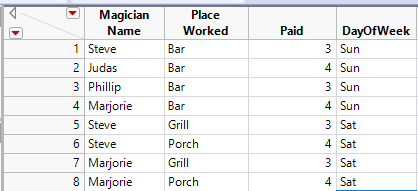 Magician Name Place Worked Paid DayOfWeek
1 Steve Bar 3 Sun
2 Judas Bar 4 Sun
3 Phillip Bar 3 Sun
4 Marjorie Bar 4 Sun
5 Steve Grill 3 Sat
6 Steve Porch 4 Sat
7 Marjorie Grill 3 Sat
8 Marjorie Porch 4 Sat